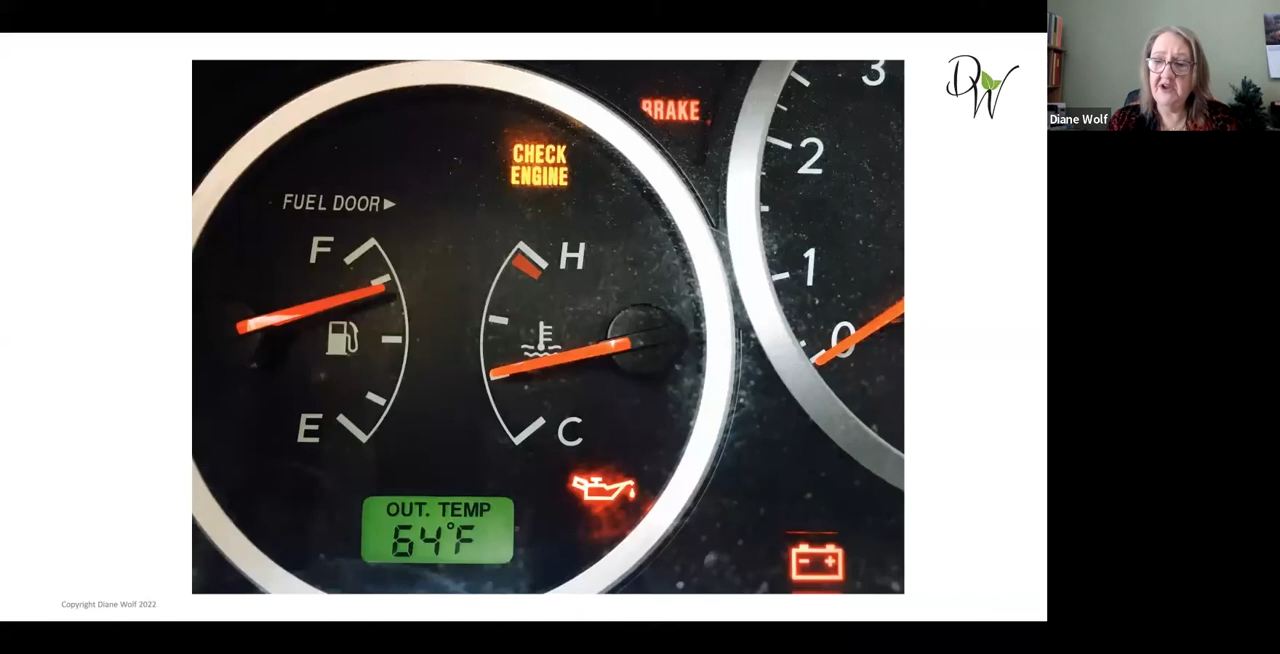 3
DW
BRAKE
2
CHECK
ENGINE
Diane Wolf
FUEL DOOR
F
H
1
0
E
C
OUT. TEMP
64°F
- +
Copyright Diane Wolf 2022